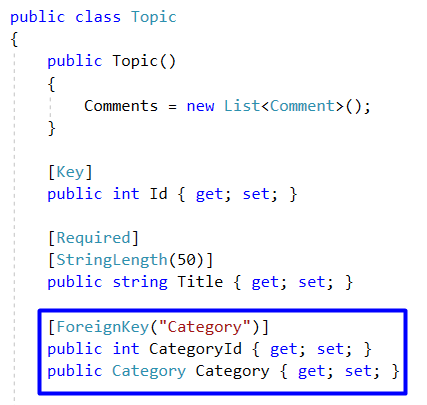 public class Topic
{
public Topic()
{
Comments = new List<Comment>();
}
[Key]
public int Id { get; set; }
[Required]
[StringLength(50)]
public string Title { get; set; }
[ForeignKey("Category")]
public int CategoryId { get; set; }
public Category Category { get; set; }